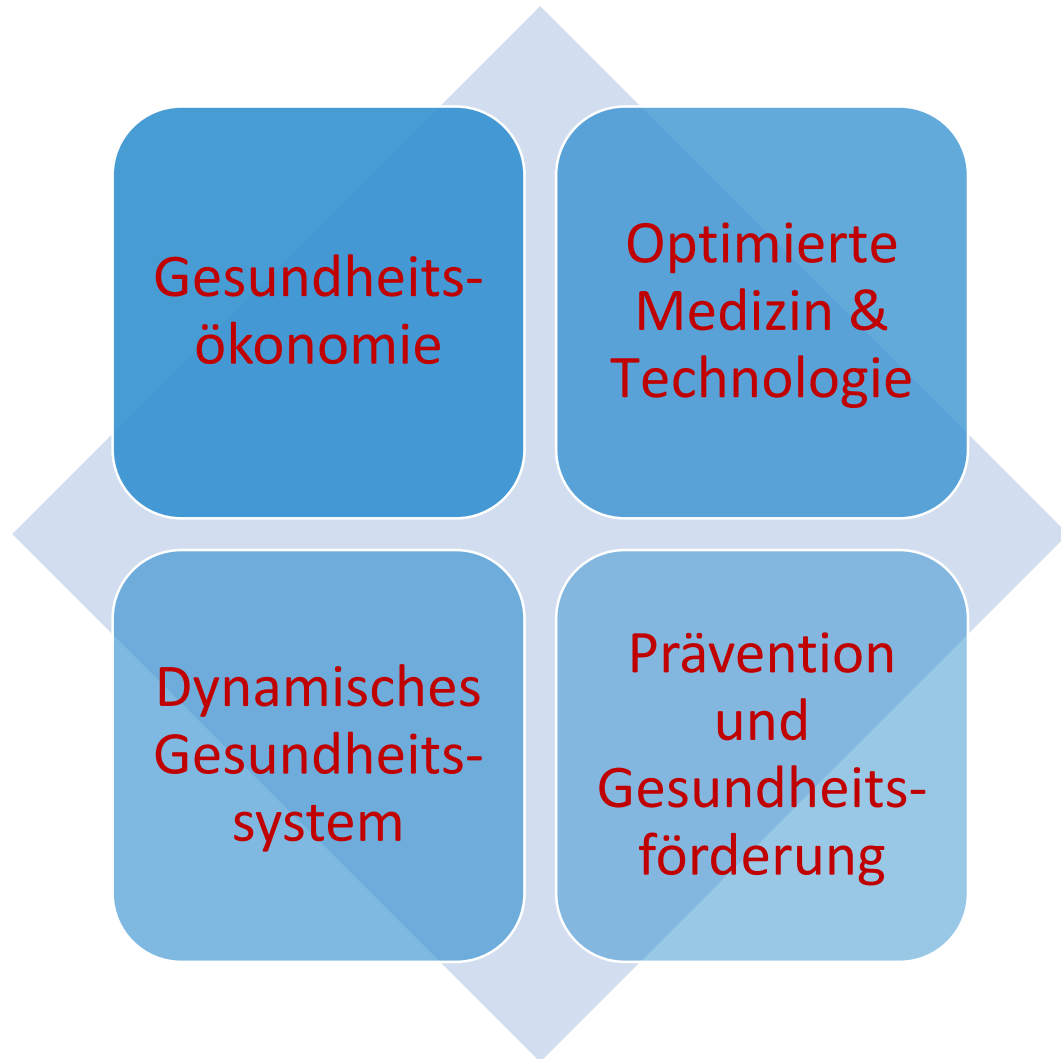 Gesundheits-
ökonomie
Optimierte
Medizin &
Technologie
Dynamisches
Gesundheits-
system
Prävention
und
Gesundheits-
förderung